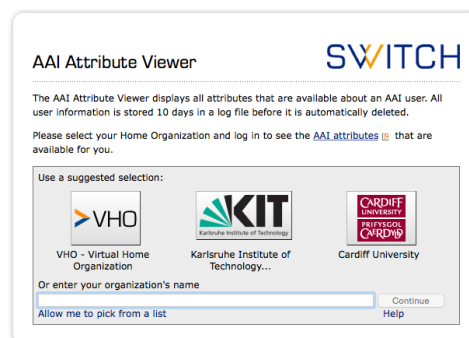 SWITCH
AAI Attribute Viewer
The AAI Attribute Viewer displays all attributes that are available about an AAI user. All
user information is stored 10 days in a log file before it is automatically deleted.
Please select your Home Organization and log in to see the AAI attributes that are
available for you.
Use a suggested selection:
VHO
KIT
Karlsruhe Institute of Technology
CARDIFF
UNIVERSITY
PRIFYSGOL
CAERDYDD
VHO - Virtual Home
Organization
Karlsruhe Institute of
Technology...
Cardiff University
Or enter your organization's name
Continue
Allow me to pick from a list
Help